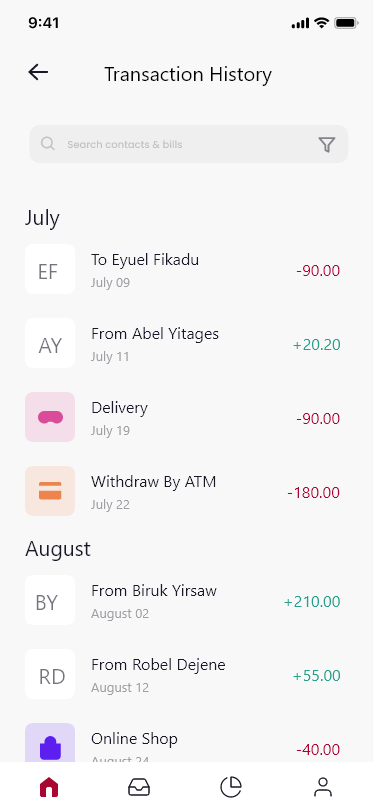 9:41
Transaction History
Search contacts & bills
July
EF
To Eyuel Fikadu
July 09
-90.00
AY
From Abel Yitages
July 11
+20.20
Delivery
July 19
-90.00
Withdraw By ATM
July 22
-180.00
August
BY
From Biruk Yirsaw
August 02
+210.00
RD
From Robel Dejene
August 12
+55.00
Online Shop
August 24
-40.00